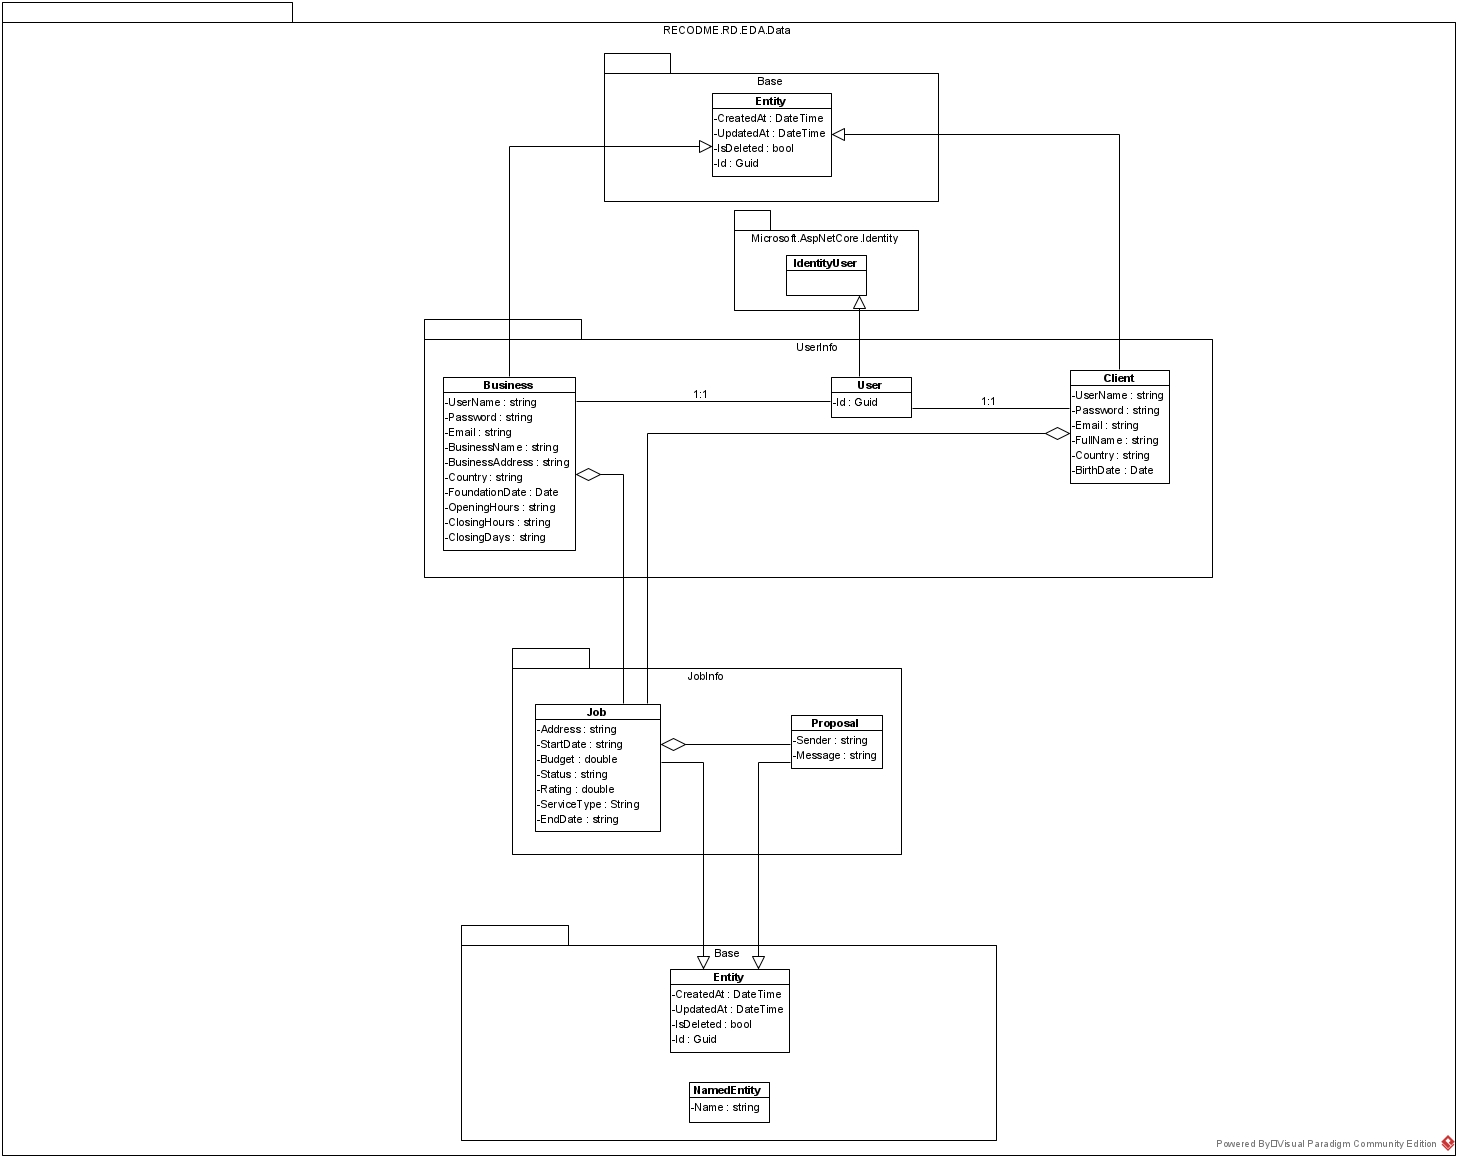 RECODME.RD.EDA.Data
Base
Entity
-CreatedAt : DateTime
-UpdatedAt : DateTime
-IsDeleted : bool
-Id : Guid
Microsoft.AspNetCore.Identity
IdentityUser
UserInfo
Business
-UserName : string
-Password : string
-Email : string
-BusinessName : string
-BusinessAddress : string
-Country : string
-FoundationDate : Date
-OpeningHours : string
-ClosingHours : string
-ClosingDays : string
1:1
User
-Id : Guid
1:1
Client
-UserName : string
-Password : string
-Email : string
-FullName : string
-Country : string
-BirthDate : Date
JobInfo
Job
-Address : string
-StartDate : string
-Budget : double
-Status : string
-Rating : double
-ServiceType : String
-EndDate : string
Proposal
-Sender : string
-Message : string
Base
Entity
-CreatedAt : DateTime
-UpdatedAt : DateTime
-IsDeleted : bool
-Id : Guid
NamedEntity
-Name : string
Powered By□Visual Paradigm Community Edition